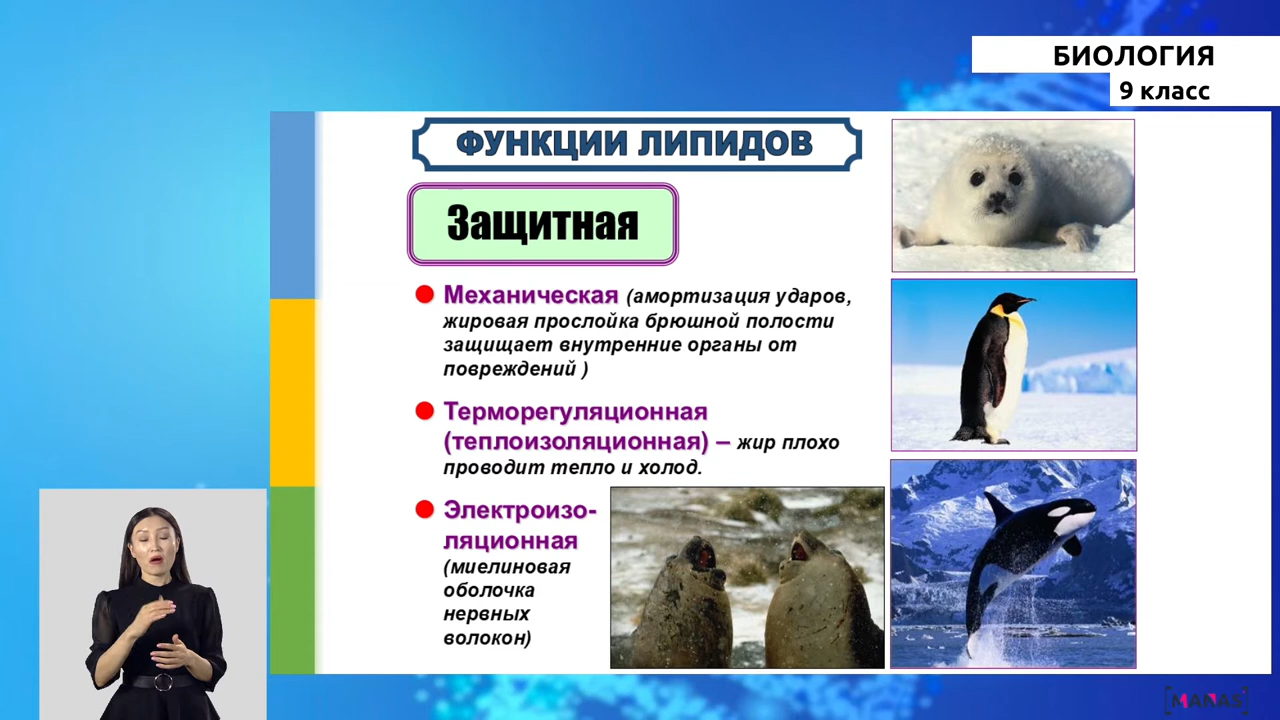 БИОЛОГИЯ
9 класс
ФУНКЦИИ ЛИПИДОВ
Защитная
Механическая (амортизация ударов,
жировая прослойка брюшной полости
защищает внутренние органы от
повреждений )
Терморегуляционная
(теплоизоляционная) – жир плохо
проводит тепло и холод.
Электроизо-
ляционная
(миелиновая
оболочка
нервных
волокон)
MANAS